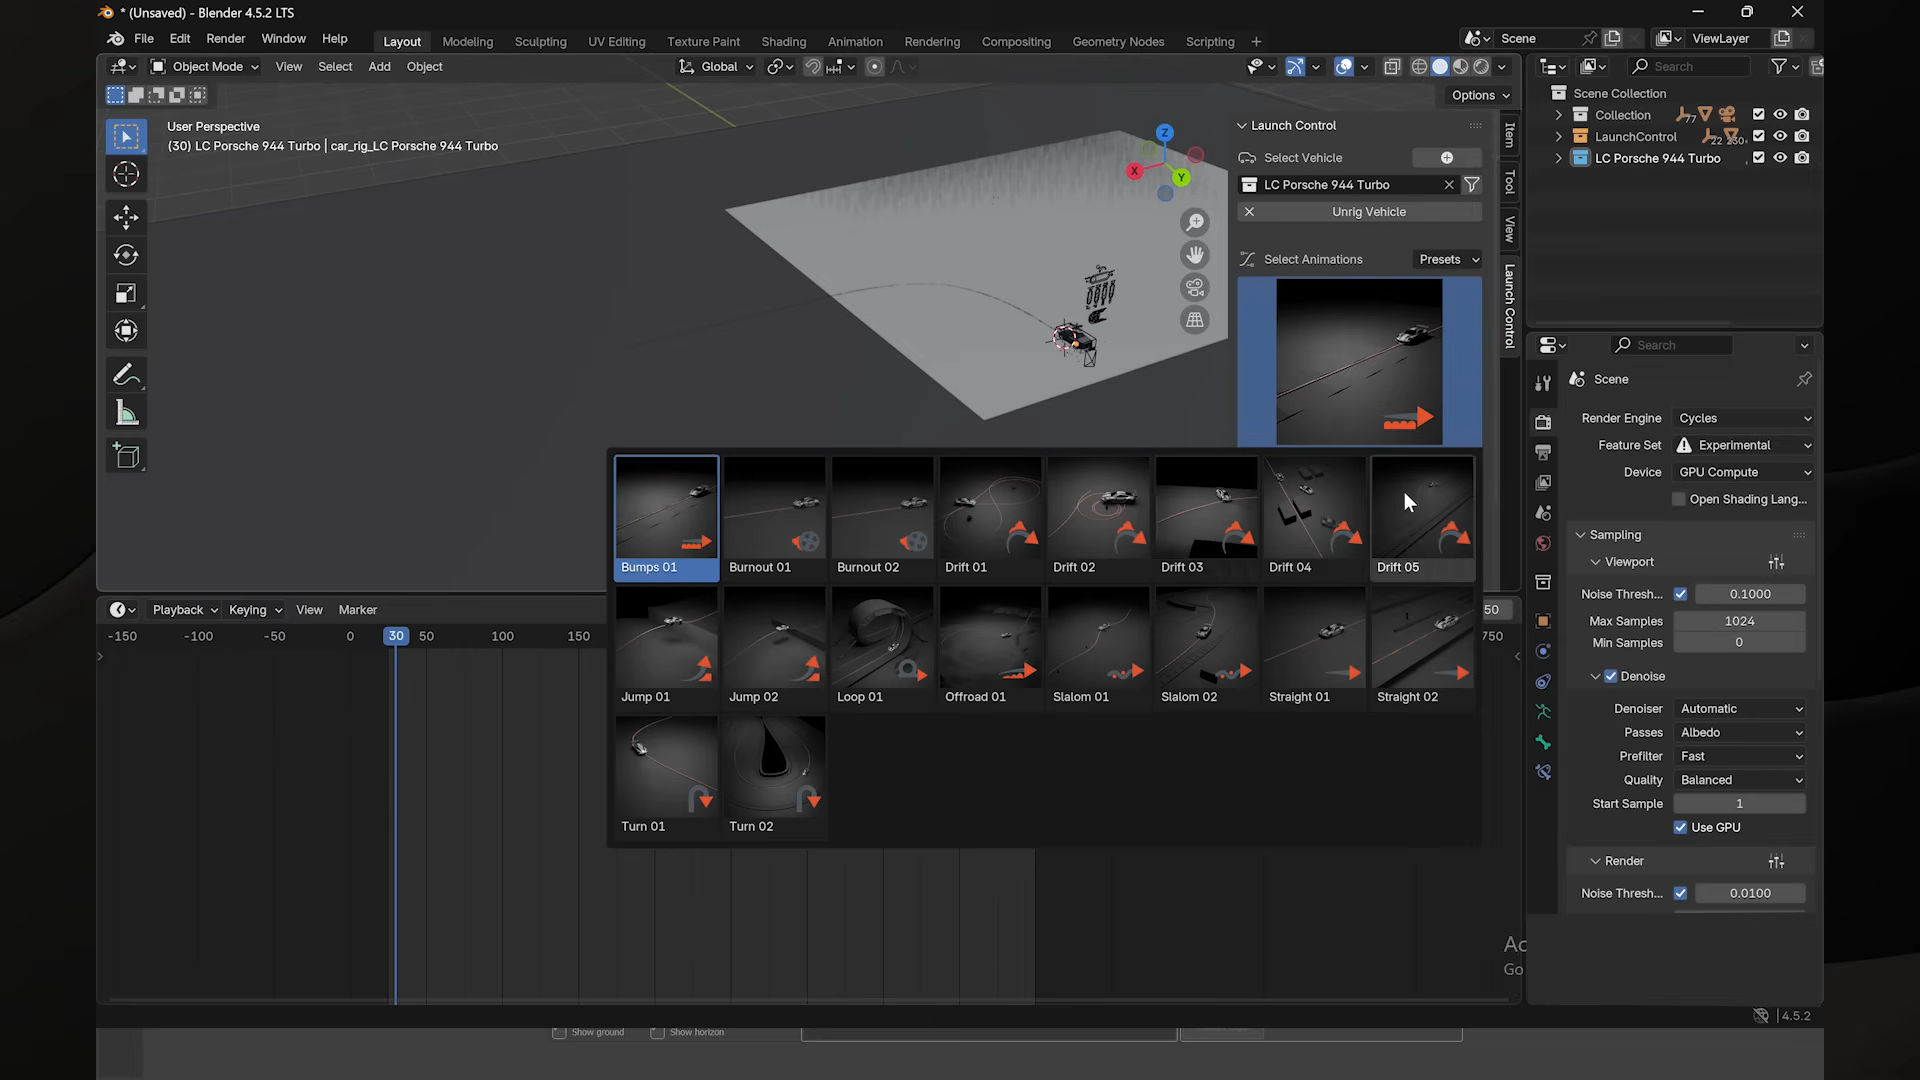 * (Unsaved) - Blender 4.5.2 LTS
File Edit Render Window Help
Layout Modeling Sculpting UV Editing Texture Paint Shading Animation Rendering Compositing Geometry Nodes Scripting +
Scene
ViewLayer
Object Mode View Select Add Object
Global
Search
Options
User Perspective
(30) LC Porsche 944 Turbo | car_rig_LC Porsche 944 Turbo
Z
X
Y
Launch Control
Select Vehicle
LC Porsche 944 Turbo
Unrig Vehicle
Select Animations Presets
Item
Tool
View
Launch Control
Scene Collection
Collection 77
LaunchControl 22 230
LC Porsche 944 Turbo
Bumps 01 Burnout 01 Burnout 02 Drift 01 Drift 02 Drift 03 Drift 04 Drift 05
Jump 01 Jump 02 Loop 01 Offroad 01 Slalom 01 Slalom 02 Straight 01 Straight 02
Turn 01 Turn 02
Playback Keying View Marker
50
-150 -100 -50 0 30 50 100 150
750
Search
Scene
Render Engine Cycles
Feature Set Experimental
Device GPU Compute
Open Shading Lang...
Sampling
Viewport
Noise Thresh... 0.1000
Max Samples 1024
Min Samples 0
Denoise
Denoiser Automatic
Passes Albedo
Prefilter Fast
Quality Balanced
Start Sample 1
Use GPU
Render
Noise Thresh... 0.0100
Ac
Go
4.5.2
Show ground Show horizon